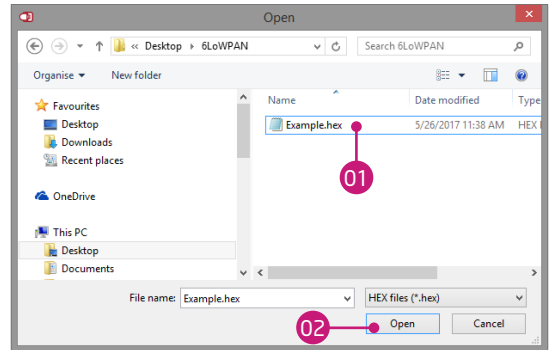 Open
« Desktop ▸ 6LoWPAN
Search 6LoWPAN
Organise
New folder
Name
Date modified
Type
Favourites
Desktop
Downloads
Recent places
OneDrive
This PC
Desktop
Documents
Example.hex
5/26/2017 11:38 AM
HEX
01
File name:
Example.hex
HEX files (*.hex)
02
Open
Cancel